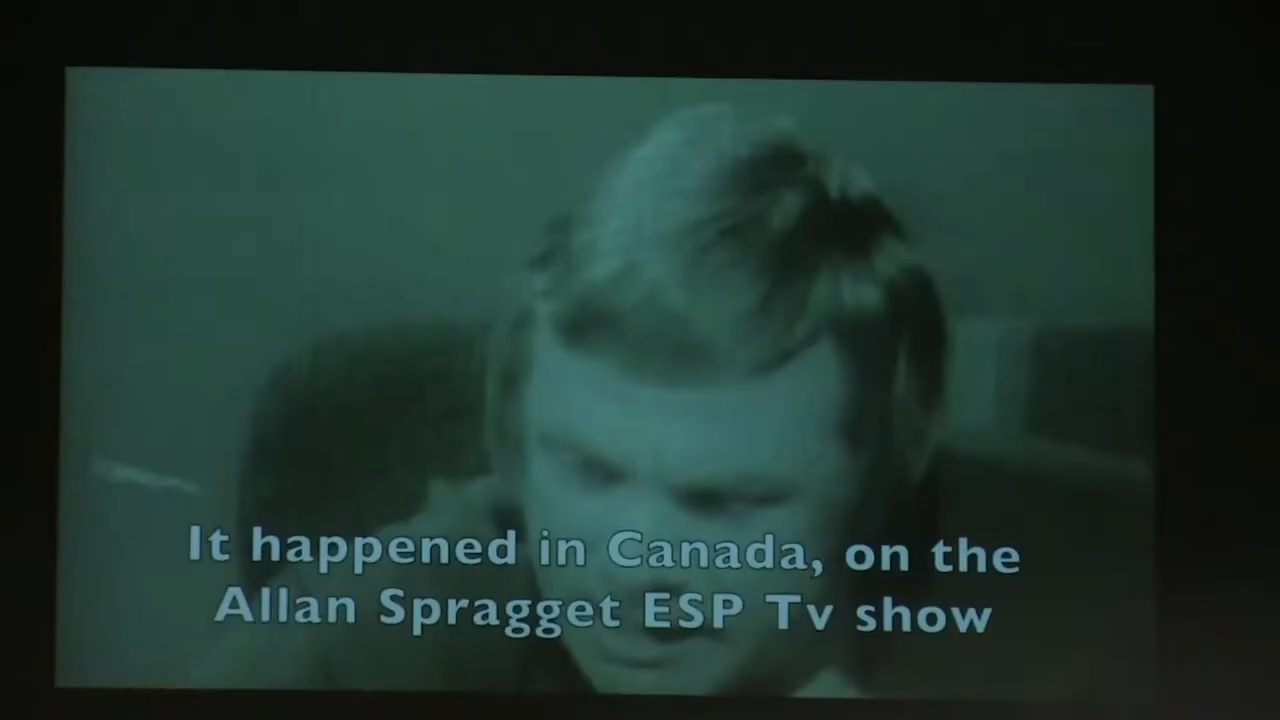 It happened in Canada, on the
Allan Spragget ESP Tv show